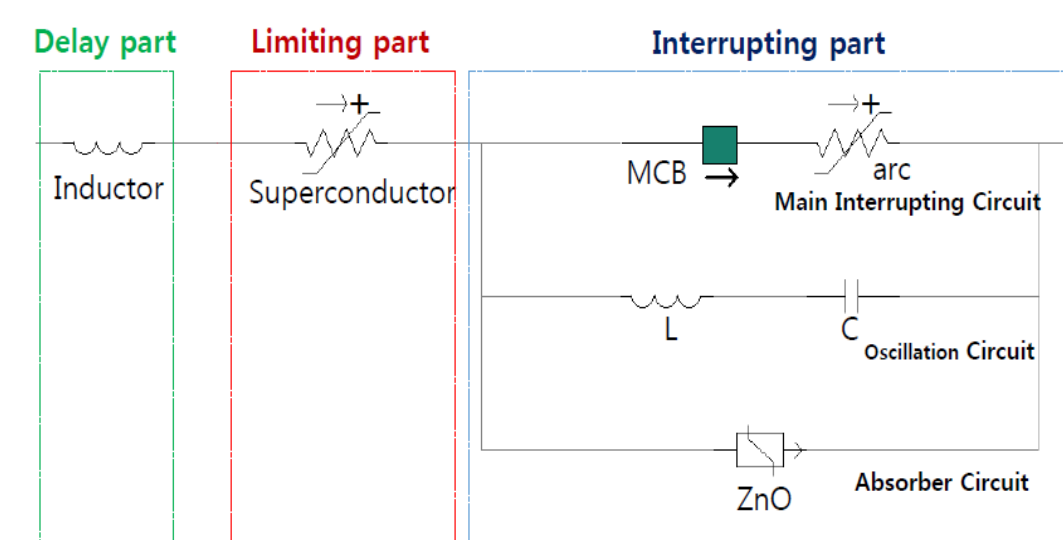 Delay part
Limiting part
Interrupting part
+
+
Inductor
Superconductor
MCB
arc
Main Interrupting Circuit
L
C
Oscillation Circuit
ZnO
Absorber Circuit